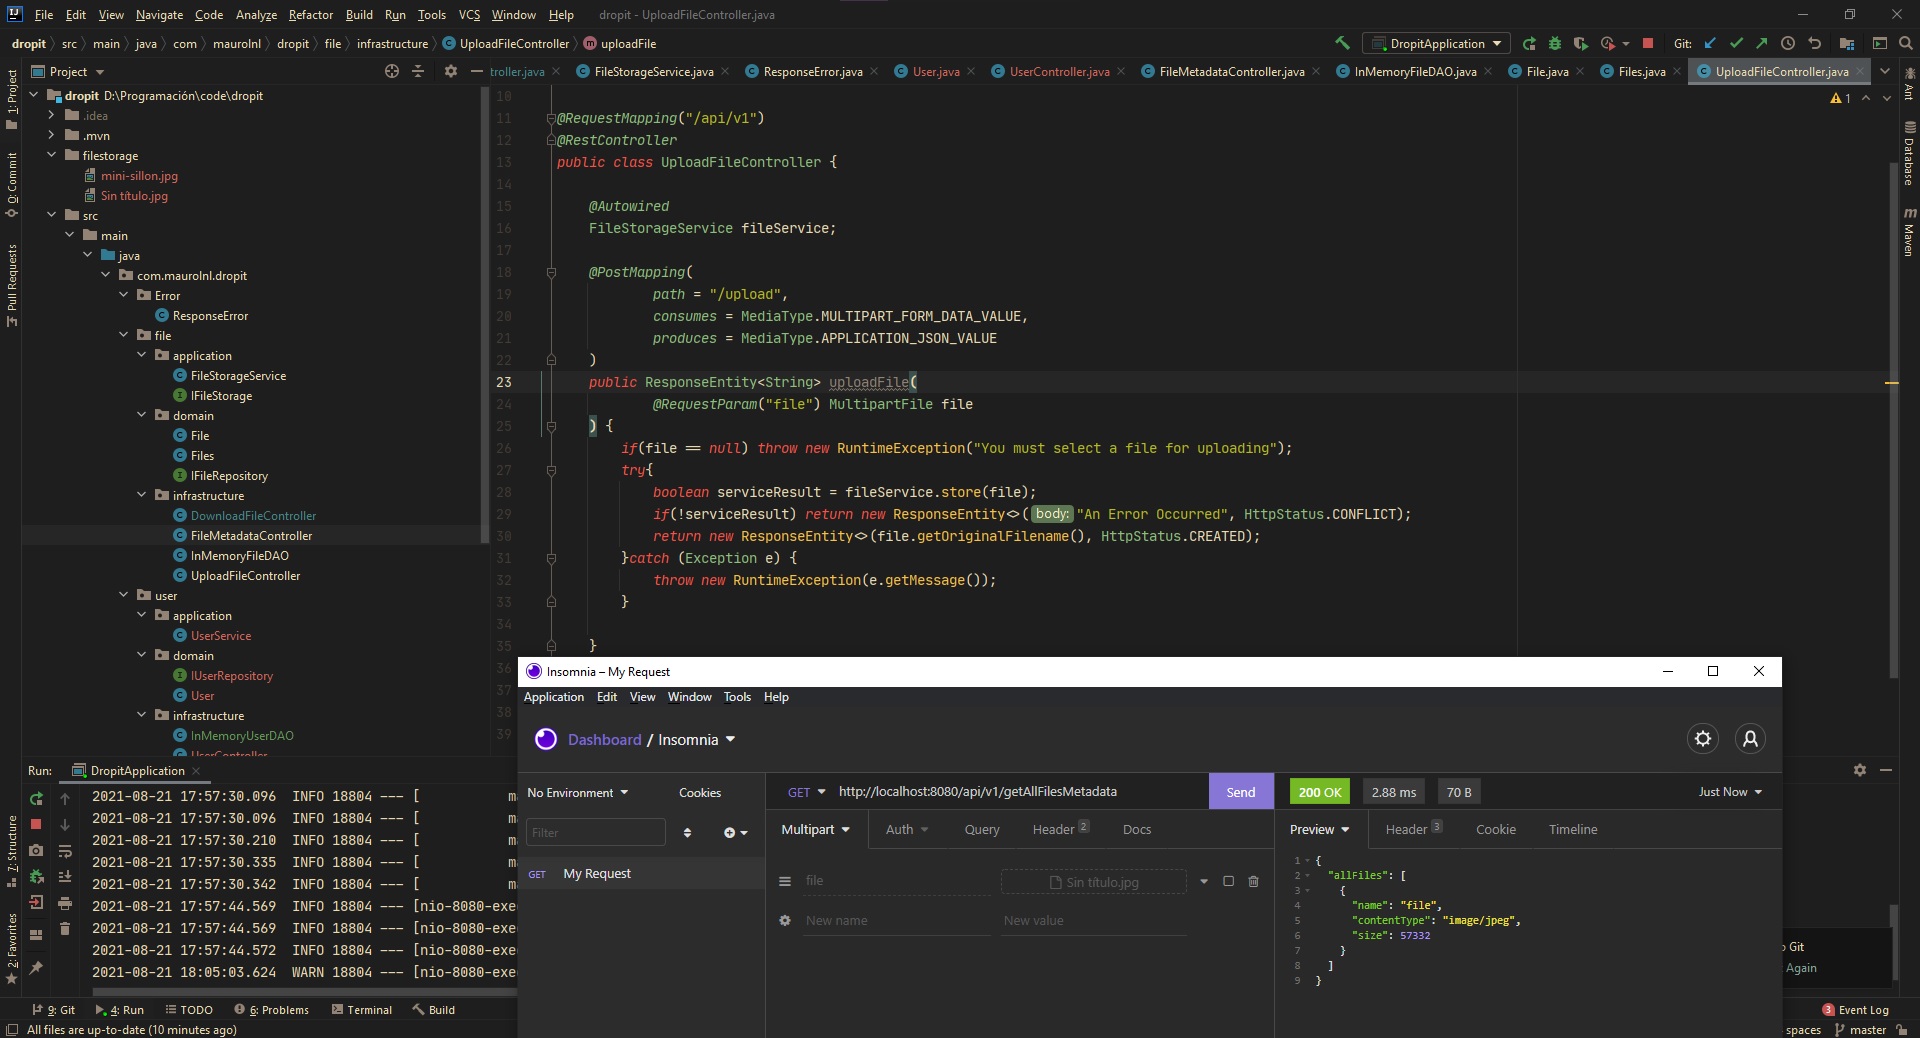 File Edit View Navigate Code Analyze Refactor Build Run Tools VCS Window Help dropit - UploadFileController.java
dropit src main java com maurolnl dropit file infrastructure UploadFileController uploadFile DropitApplication Git:
Project
troller.java FileStorageService.java ResponseError.java User.java UserController.java FileMetadataController.java InMemoryFileDAO.java File.java Files.java UploadFileController.java
1: Project
0: Commit
Pull Requests
7: Structure
2: Favorites
Ant
Database
Maven
dropit D:\Programación\code\dropit
.idea
.mvn
filestorage
mini-sillon.jpg
Sin título.jpg
src
main
java
com.maurolnl.dropit
Error
ResponseError
file
application
FileStorageService
IFileStorage
domain
File
Files
IFileRepository
infrastructure
DownloadFileController
FileMetadataController
InMemoryFileDAO
UploadFileController
user
application
UserService
domain
IUserRepository
User
infrastructure
InMemoryUserDAO
UserController
1
10
11 @RequestMapping("/api/v1")
12 @RestController
13 public class UploadFileController {
14
15 @Autowired
16 FileStorageService fileService;
17
18 @PostMapping(
19 path = "/upload",
20 consumes = MediaType.MULTIPART_FORM_DATA_VALUE,
21 produces = MediaType.APPLICATION_JSON_VALUE
22 )
23 public ResponseEntity<String> uploadFile(
24 @RequestParam("file") MultipartFile file
25 ) {
26 if(file == null) throw new RuntimeException("You must select a file for uploading");
27 try{
28 boolean serviceResult = fileService.store(file);
29 if(!serviceResult) return new ResponseEntity<>( body: "An Error Occurred", HttpStatus.CONFLICT);
30 return new ResponseEntity<>(file.getOriginalFilename(), HttpStatus.CREATED);
31 }catch (Exception e) {
32 throw new RuntimeException(e.getMessage());
33 }
34
35 }
36
37
38
39
Insomnia – My Request
Application Edit View Window Tools Help
Dashboard / Insomnia
No Environment Cookies
Filter
GET My Request
GET http://localhost:8080/api/v1/getAllFilesMetadata Send
Multipart Auth Query Header 2 Docs
file Sin título.jpg
New name New value
200 OK 2.88 ms 70 B Just Now
Preview Header 3 Cookie Timeline
1 {
2 "allFiles": [
3 {
4 "name": "file",
5 "contentType": "image/jpeg",
6 "size": 57332
7 }
8 ]
9 }
Run: DropitApplication
2021-08-21 17:57:30.096 INFO 18804 --- [ m
2021-08-21 17:57:30.096 INFO 18804 --- [ m
2021-08-21 17:57:30.210 INFO 18804 --- [ m
2021-08-21 17:57:30.335 INFO 18804 --- [ m
2021-08-21 17:57:30.342 INFO 18804 --- [ m
2021-08-21 17:57:44.569 INFO 18804 --- [nio-8080-exe
2021-08-21 17:57:44.569 INFO 18804 --- [nio-8080-exe
2021-08-21 17:57:44.572 INFO 18804 --- [nio-8080-exe
2021-08-21 18:05:03.624 WARN 18804 --- [nio-8080-exe
Git
Again
9: Git 4: Run TODO 6: Problems Terminal Build 3 Event Log
All files are up-to-date (10 minutes ago) spaces master